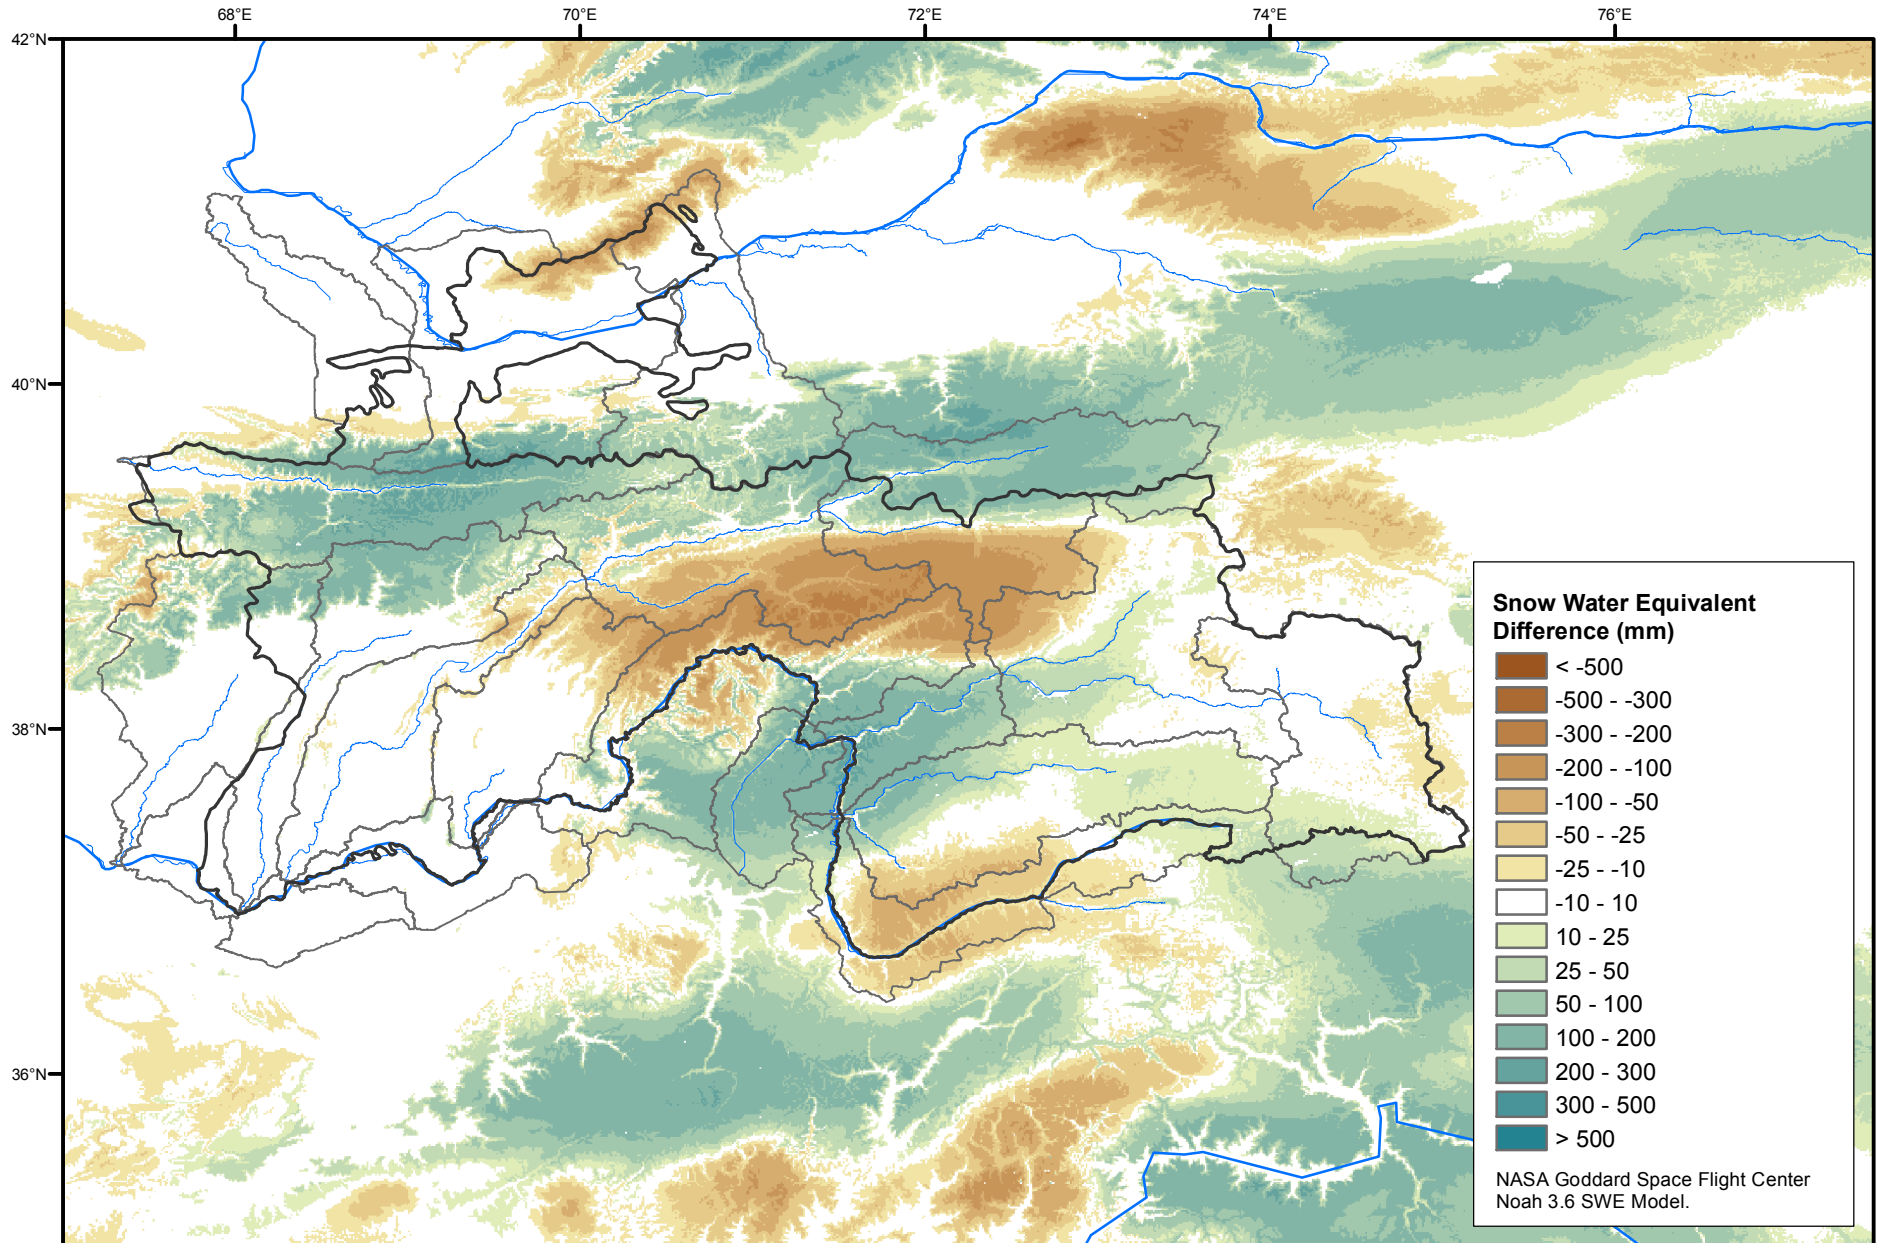 68°E
70°E
72°E
74°E
76°E
42°N
40°N
38°N
36°N
Snow Water Equivalent
Difference (mm)
< -500
-500 - -300
-300 - -200
-200 - -100
-100 - -50
-50 - -25
-25 - -10
-10 - 10
10 - 25
25 - 50
50 - 100
100 - 200
200 - 300
300 - 500
> 500
NASA Goddard Space Flight Center
Noah 3.6 SWE Model.